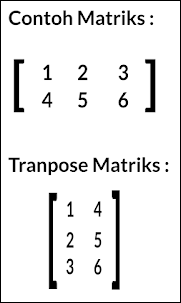 Contoh Matriks :
1 2 3
4 5 6
Tranpose Matriks :
1 4
2 5
3 6